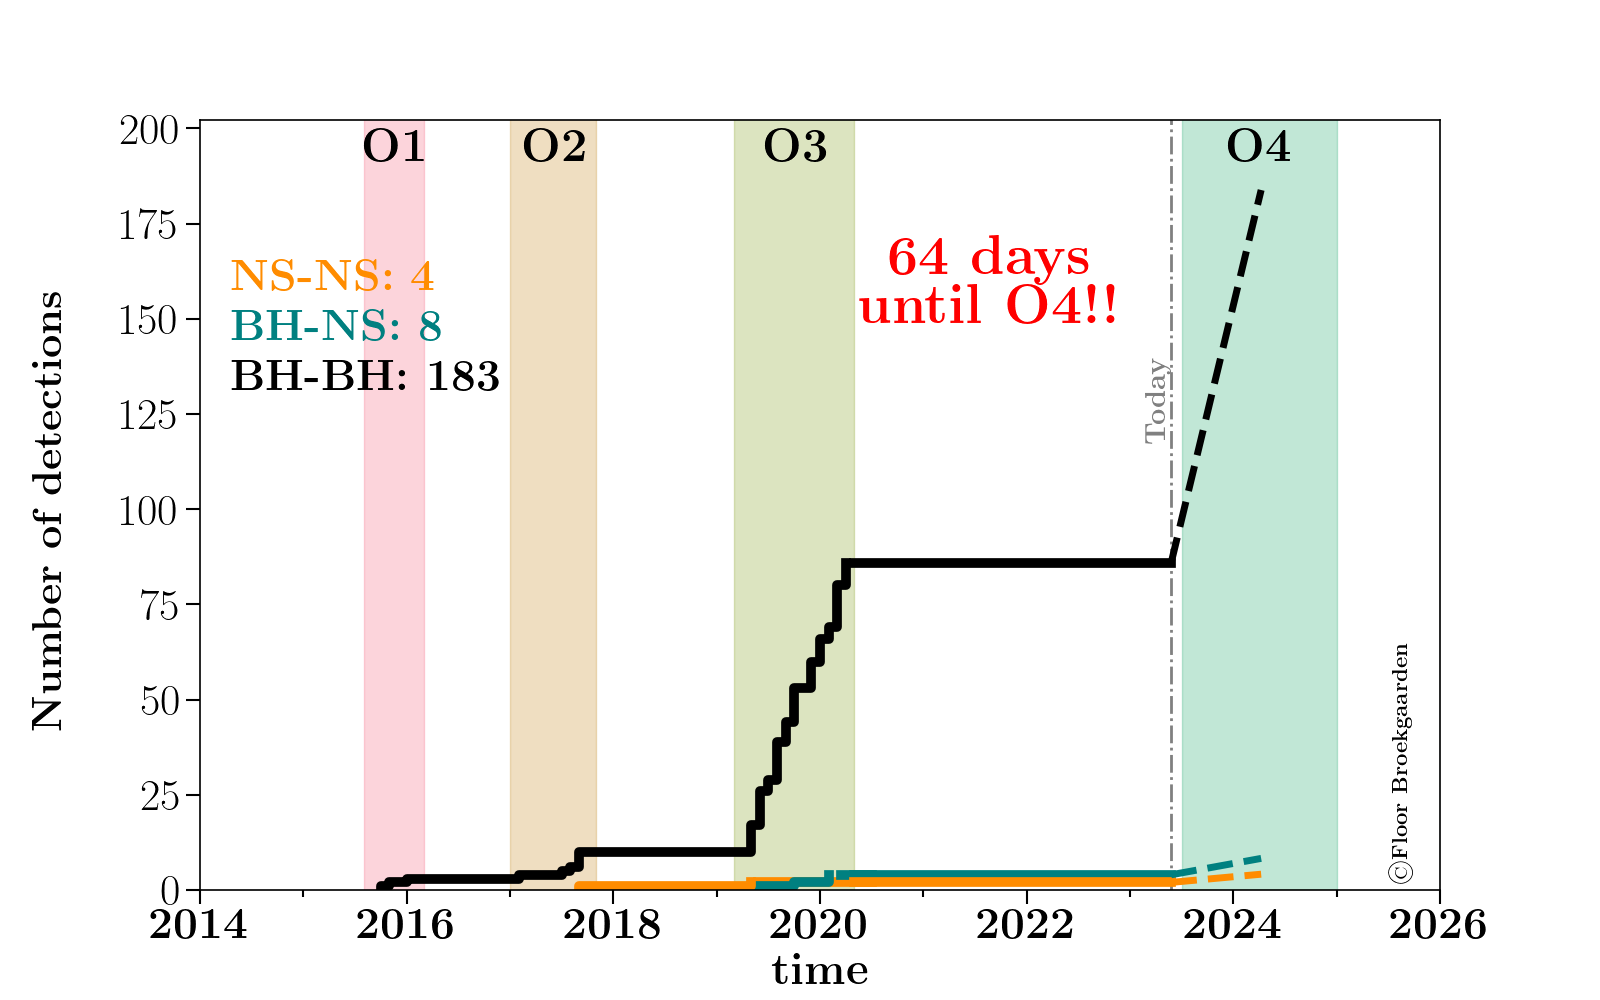 O1 O2 O3 O4
64 days
until O4!!
NS-NS: 4
BH-NS: 8
BH-BH: 183
Today
©Floor Broekgaarden
Number of detections
200
175
150
125
100
75
50
25
0
2014 2016 2018 2020 2022 2024 2026
time